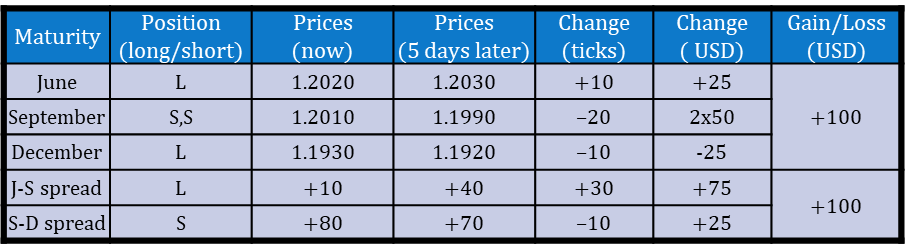 Maturity Position (long/short) Prices (now) Prices (5 days later) Change (ticks) Change ( USD) Gain/Loss (USD)
June L 1.2020 1.2030 +10 +25 +100
September S,S 1.2010 1.1990 −20 2x50
December L 1.1930 1.1920 −10 -25
J-S spread L +10 +40 +30 +75 +100
S-D spread S +80 +70 −10 +25